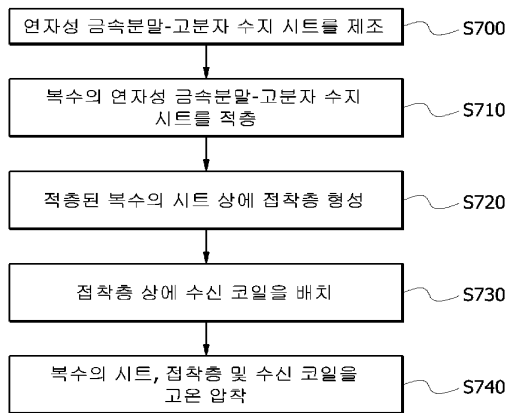 연자성 금속분말-고분자 수지 시트를 제조
S700
복수의 연자성 금속분말-고분자 수지
시트를 적층
S710
적층된 복수의 시트 상에 접착층 형성
S720
접착층 상에 수신 코일을 배치
S730
복수의 시트, 접착층 및 수신 코일을
고온 압착
S740